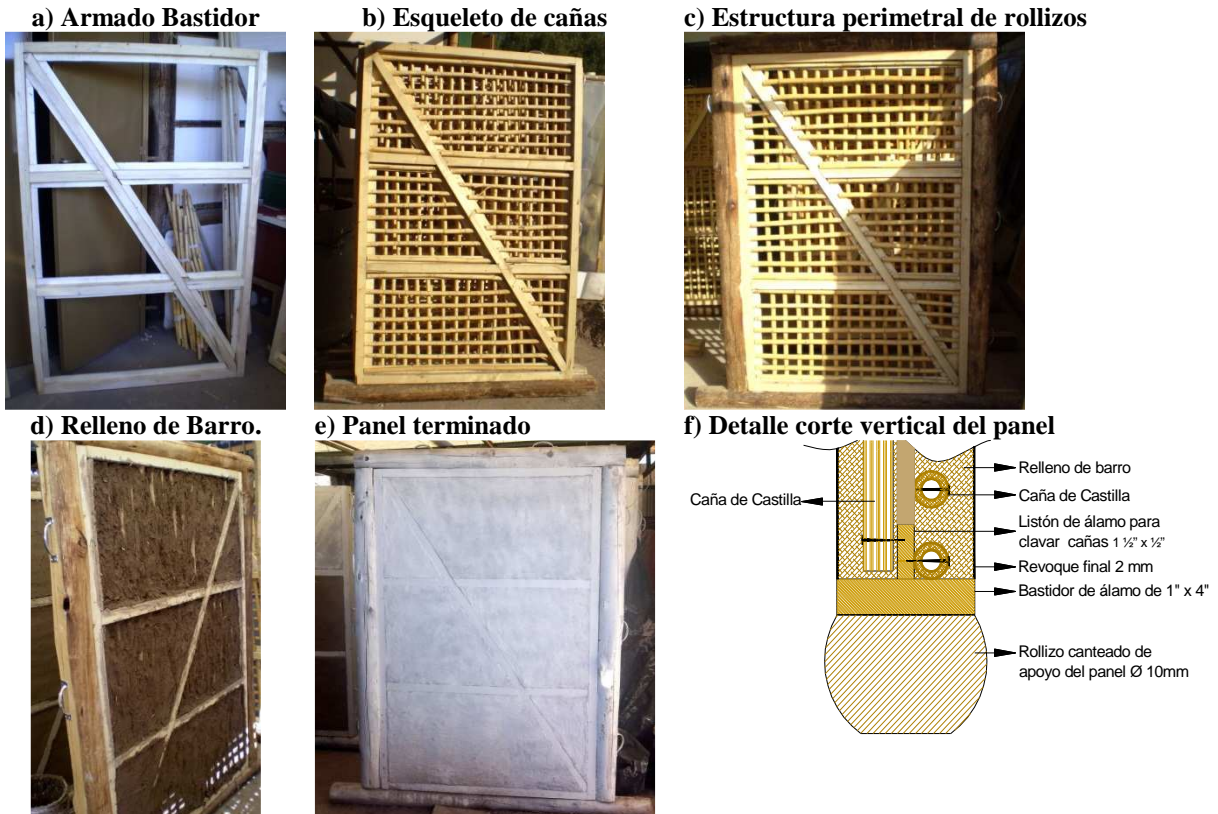 a) Armado Bastidor
b) Esqueleto de cañas
c) Estructura perimetral de rollizos
d) Relleno de Barro.
e) Panel terminado
f) Detalle corte vertical del panel
Caña de Castilla
Relleno de barro
Caña de Castilla
Listón de álamo para
clavar cañas 1 ½" x ½"
Revoque final 2 mm
Bastidor de álamo de 1" x 4"
Rollizo canteado de
apoyo del panel Ø 10mm